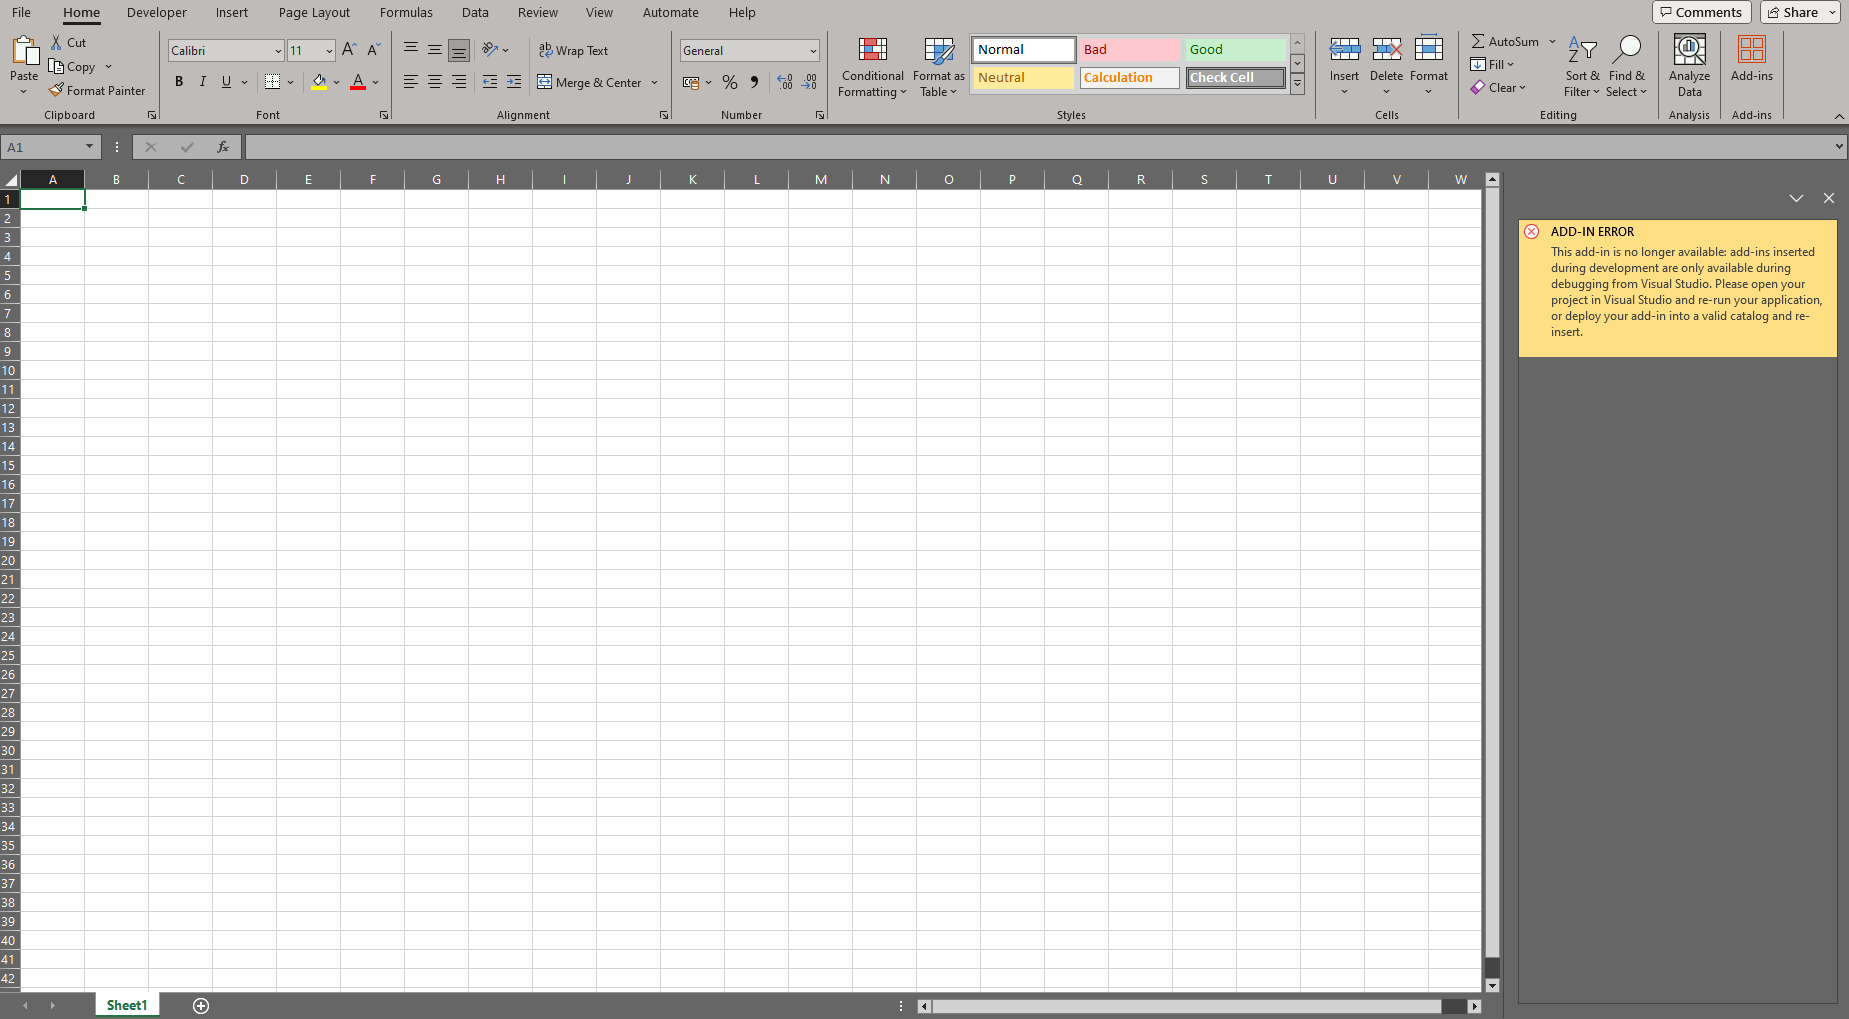 File Home Developer Insert Page Layout Formulas Data Review View Automate Help Comments Share
Paste
Cut
Copy
Format Painter
Clipboard
Calibri 11
B I U
Font
Wrap Text
Merge & Center
Alignment
General
Number
Conditional Formatting
Format as Table
Normal Bad Good
Neutral Calculation Check Cell
Styles
Insert Delete Format
Cells
AutoSum
Fill
Clear
Sort & Filter
Find & Select
Editing
Analyze Data
Analysis
Add-ins
Add-ins
A1
fx
A B C D E F G H I J K L M N O P Q R S T U V W
1
2
3
4
5
6
7
8
9
10
11
12
13
14
15
16
17
18
19
20
21
22
23
24
25
26
27
28
29
30
31
32
33
34
35
36
37
38
39
40
41
42
ADD-IN ERROR
This add-in is no longer available: add-ins inserted
during development are only available during
debugging from Visual Studio. Please open your
project in Visual Studio and re-run your application,
or deploy your add-in into a valid catalog and re-
insert.
Sheet1